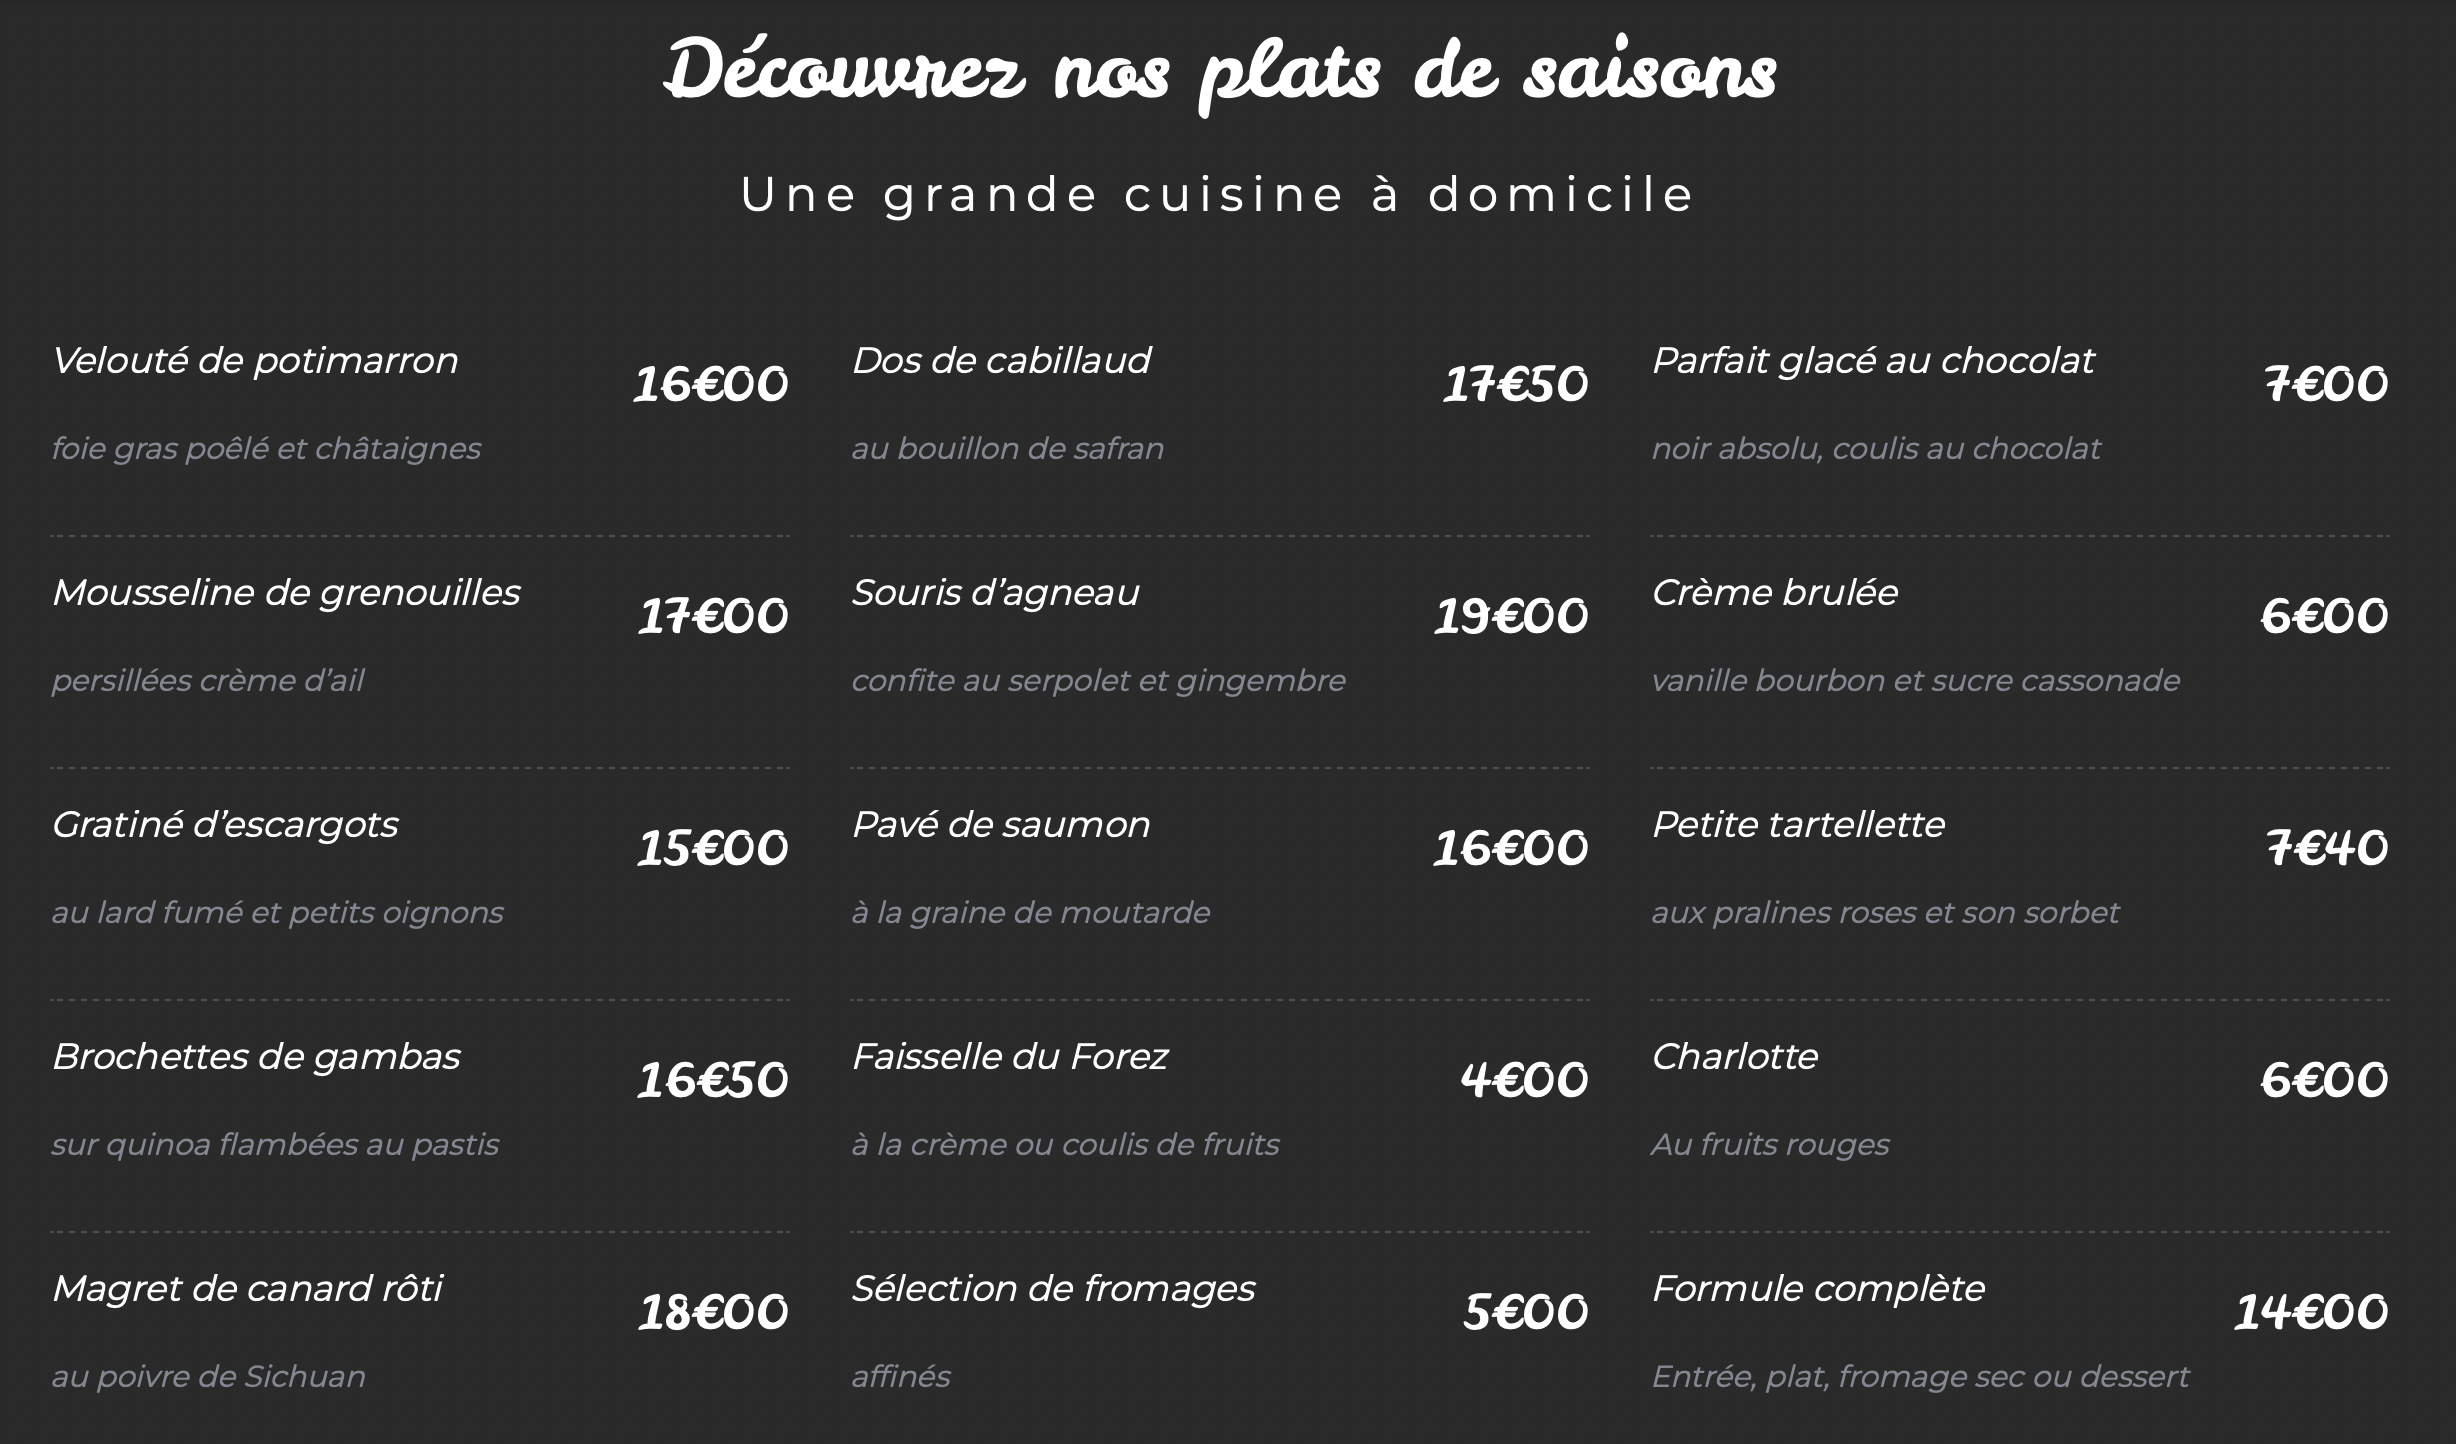 Découvrez nos plats de saisons
Une grande cuisine à domicile
Velouté de potimarron
16€00
foie gras poêlé et châtaignes
Mousseline de grenouilles
17€00
persillées crème d’ail
Gratiné d’escargots
15€00
au lard fumé et petits oignons
Brochettes de gambas
16€50
sur quinoa flambées au pastis
Magret de canard rôti
18€00
au poivre de Sichuan
Dos de cabillaud
17€50
au bouillon de safran
Souris d’agneau
19€00
confite au serpolet et gingembre
Pavé de saumon
16€00
à la graine de moutarde
Faisselle du Forez
4€00
à la crème ou coulis de fruits
Sélection de fromages
5€00
affinés
Parfait glacé au chocolat
7€00
noir absolu, coulis au chocolat
Crème brulée
6€00
vanille bourbon et sucre cassonade
Petite tartellette
7€40
aux pralines roses et son sorbet
Charlotte
6€00
Au fruits rouges
Formule complète
14€00
Entrée, plat, fromage sec ou dessert